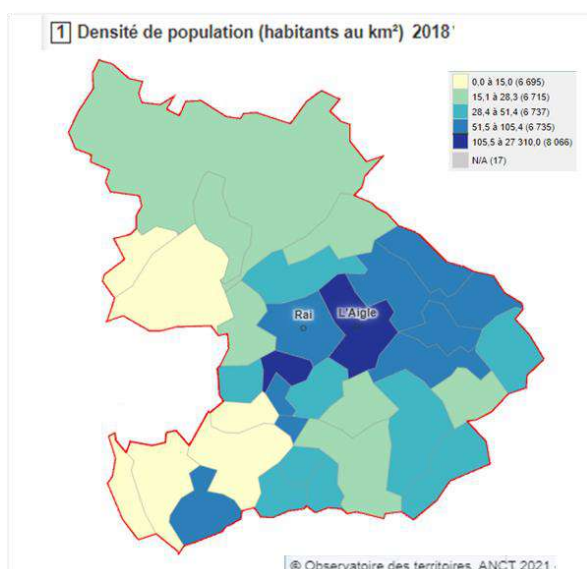 1 Densité de population (habitants au km²) 2018
0,0 à 15,0 (6 695)
15,1 à 28,3 (6 715)
28,4 à 51,4 (6 737)
51,5 à 105,4 (6 735)
105,5 à 27 310,0 (8 066)
N/A (17)
Rai
L'Aigle
© Observatoire des territoires, ANCT 2021